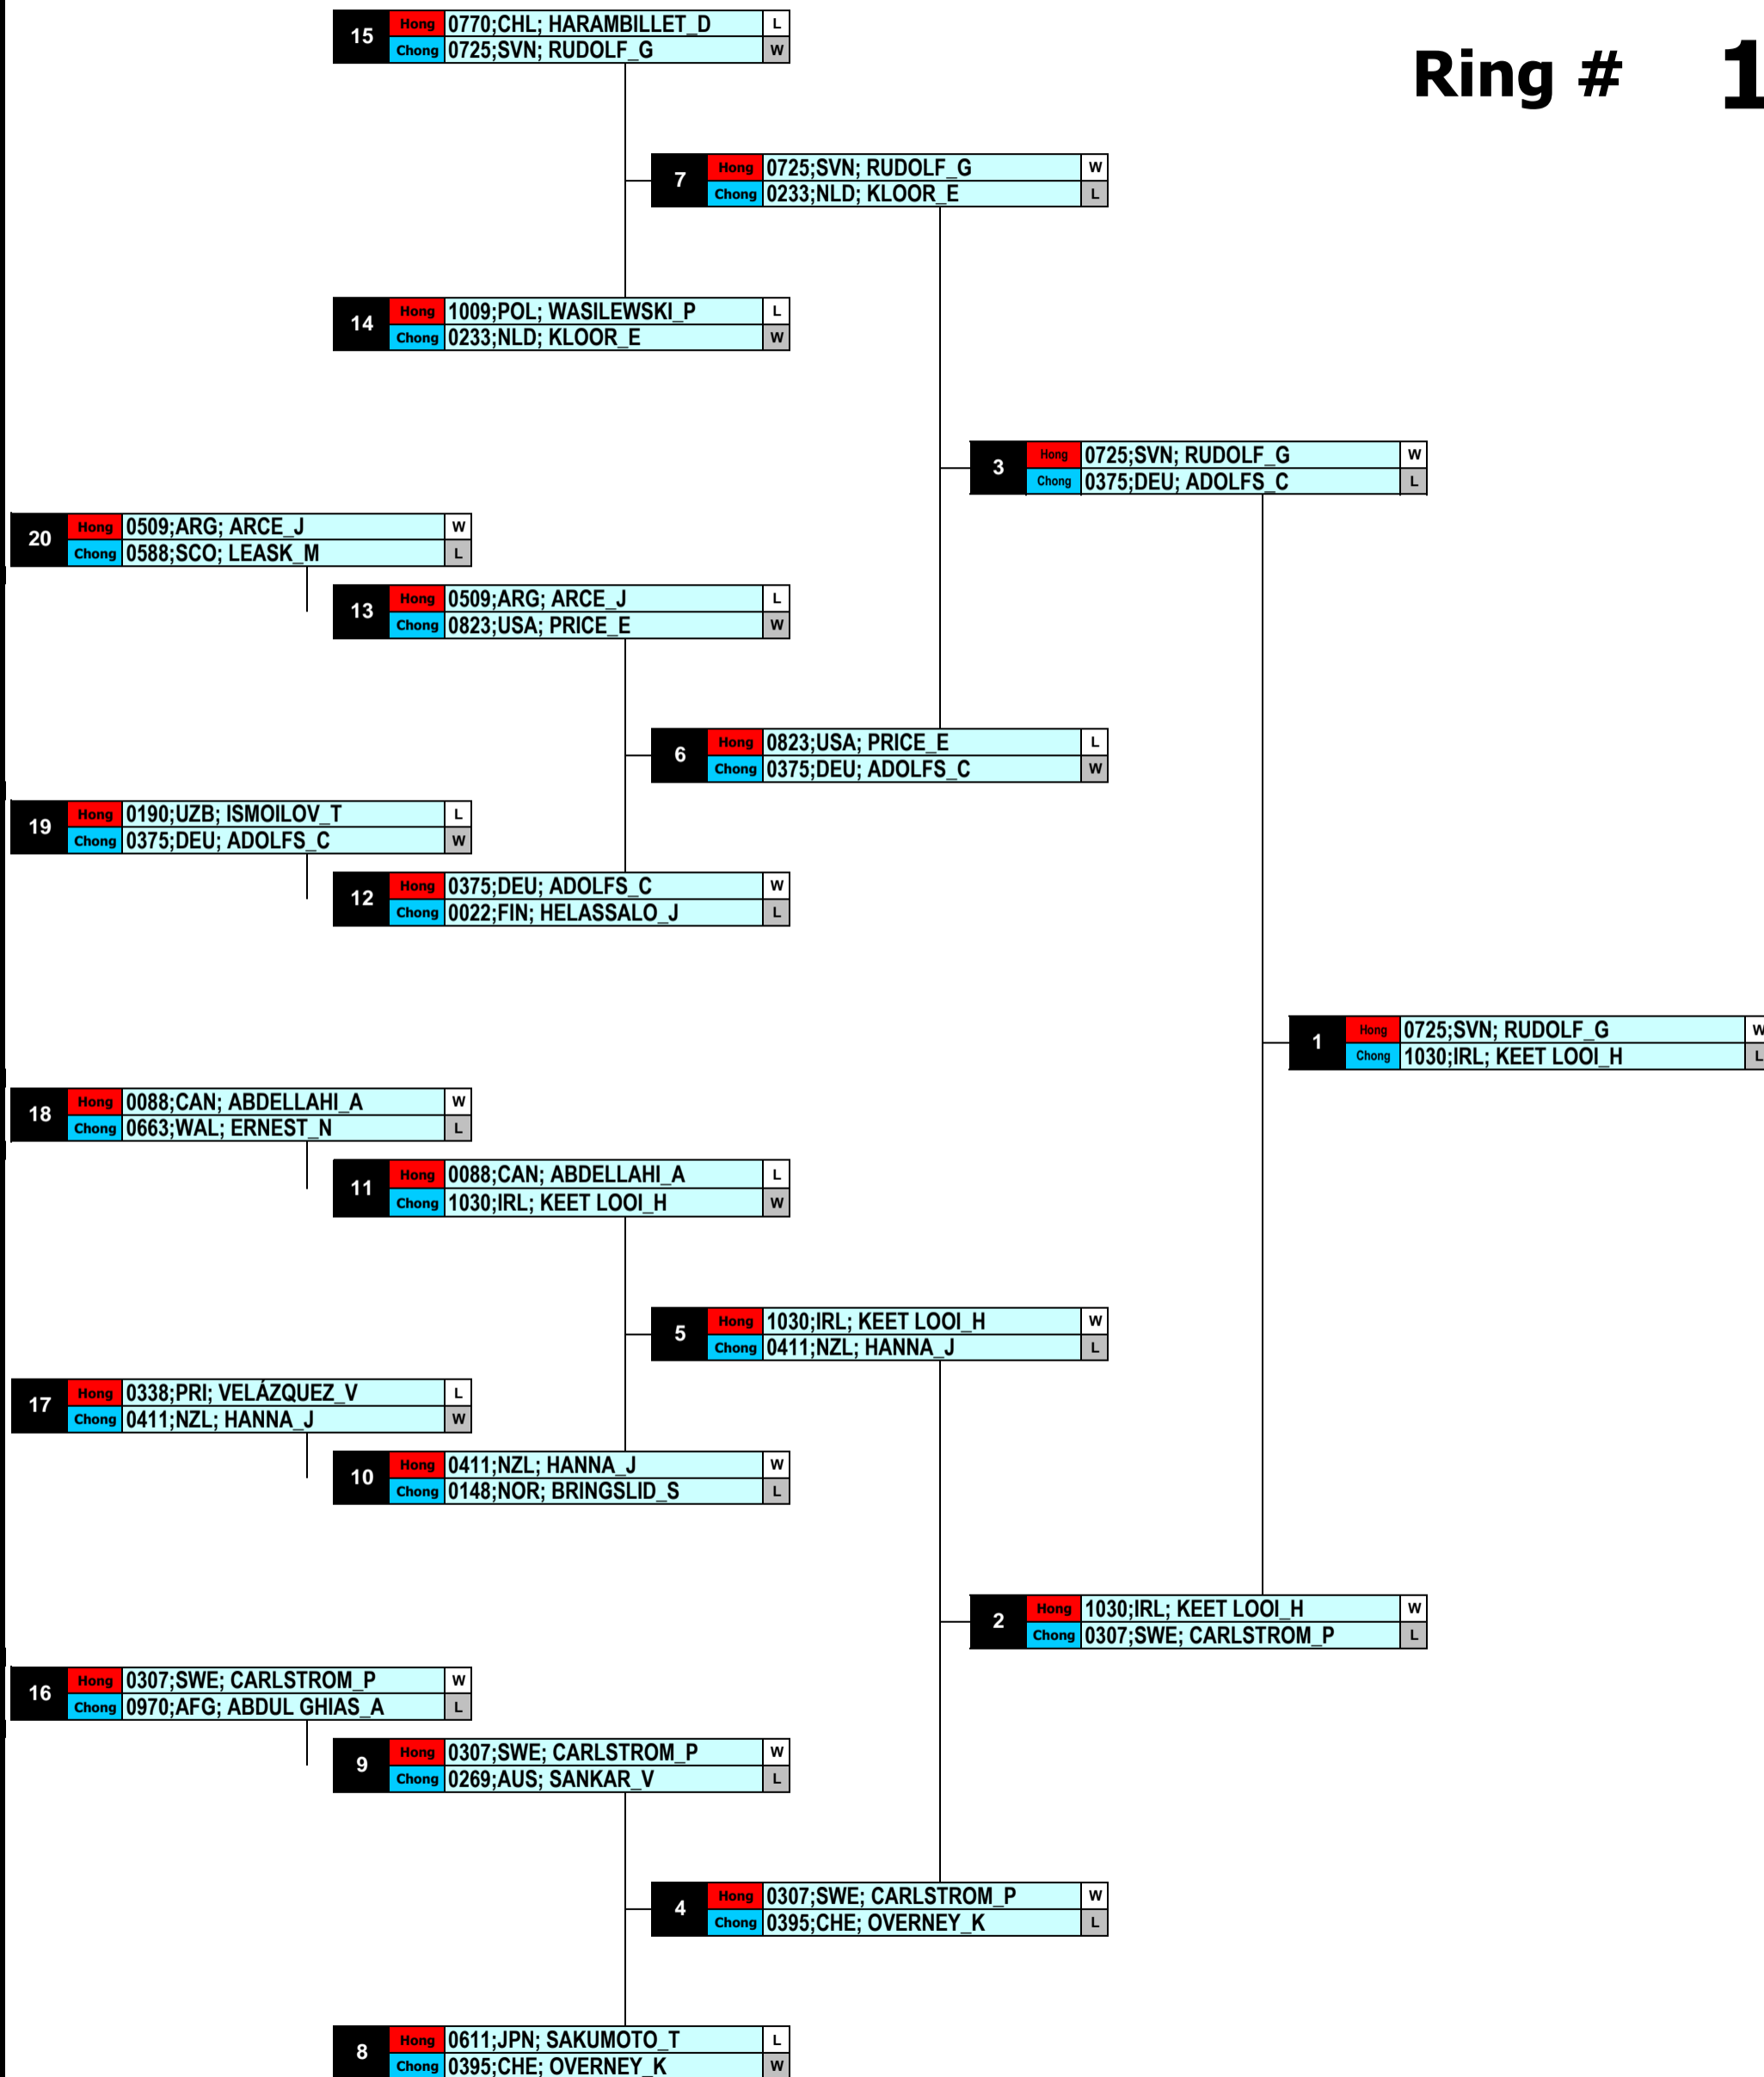 Ring # 1
15 Hong 0770;CHL; HARAMBILLET_D L
Chong 0725;SVN; RUDOLF_G W
7 Hong 0725;SVN; RUDOLF_G W
Chong 0233;NLD; KLOOR_E L
14 Hong 1009;POL; WASILEWSKI_P L
Chong 0233;NLD; KLOOR_E W
3 Hong 0725;SVN; RUDOLF_G W
Chong 0375;DEU; ADOLFS_C L
20 Hong 0509;ARG; ARCE_J W
Chong 0588;SCO; LEASK_M L
13 Hong 0509;ARG; ARCE_J L
Chong 0823;USA; PRICE_E W
6 Hong 0823;USA; PRICE_E L
Chong 0375;DEU; ADOLFS_C W
19 Hong 0190;UZB; ISMOILOV_T L
Chong 0375;DEU; ADOLFS_C W
12 Hong 0375;DEU; ADOLFS_C W
Chong 0022;FIN; HELASSALO_J L
1 Hong 0725;SVN; RUDOLF_G W
Chong 1030;IRL; KEET LOOI_H L
18 Hong 0088;CAN; ABDELLAHI_A W
Chong 0663;WAL; ERNEST_N L
11 Hong 0088;CAN; ABDELLAHI_A L
Chong 1030;IRL; KEET LOOI_H W
5 Hong 1030;IRL; KEET LOOI_H W
Chong 0411;NZL; HANNA_J L
17 Hong 0338;PRI; VELÁZQUEZ_V L
Chong 0411;NZL; HANNA_J W
10 Hong 0411;NZL; HANNA_J W
Chong 0148;NOR; BRINGSLID_S L
2 Hong 1030;IRL; KEET LOOI_H W
Chong 0307;SWE; CARLSTROM_P L
16 Hong 0307;SWE; CARLSTROM_P W
Chong 0970;AFG; ABDUL GHIAS_A L
9 Hong 0307;SWE; CARLSTROM_P W
Chong 0269;AUS; SANKAR_V L
4 Hong 0307;SWE; CARLSTROM_P W
Chong 0395;CHE; OVERNEY_K L
8 Hong 0611;JPN; SAKUMOTO_T L
Chong 0395;CHE; OVERNEY_K W